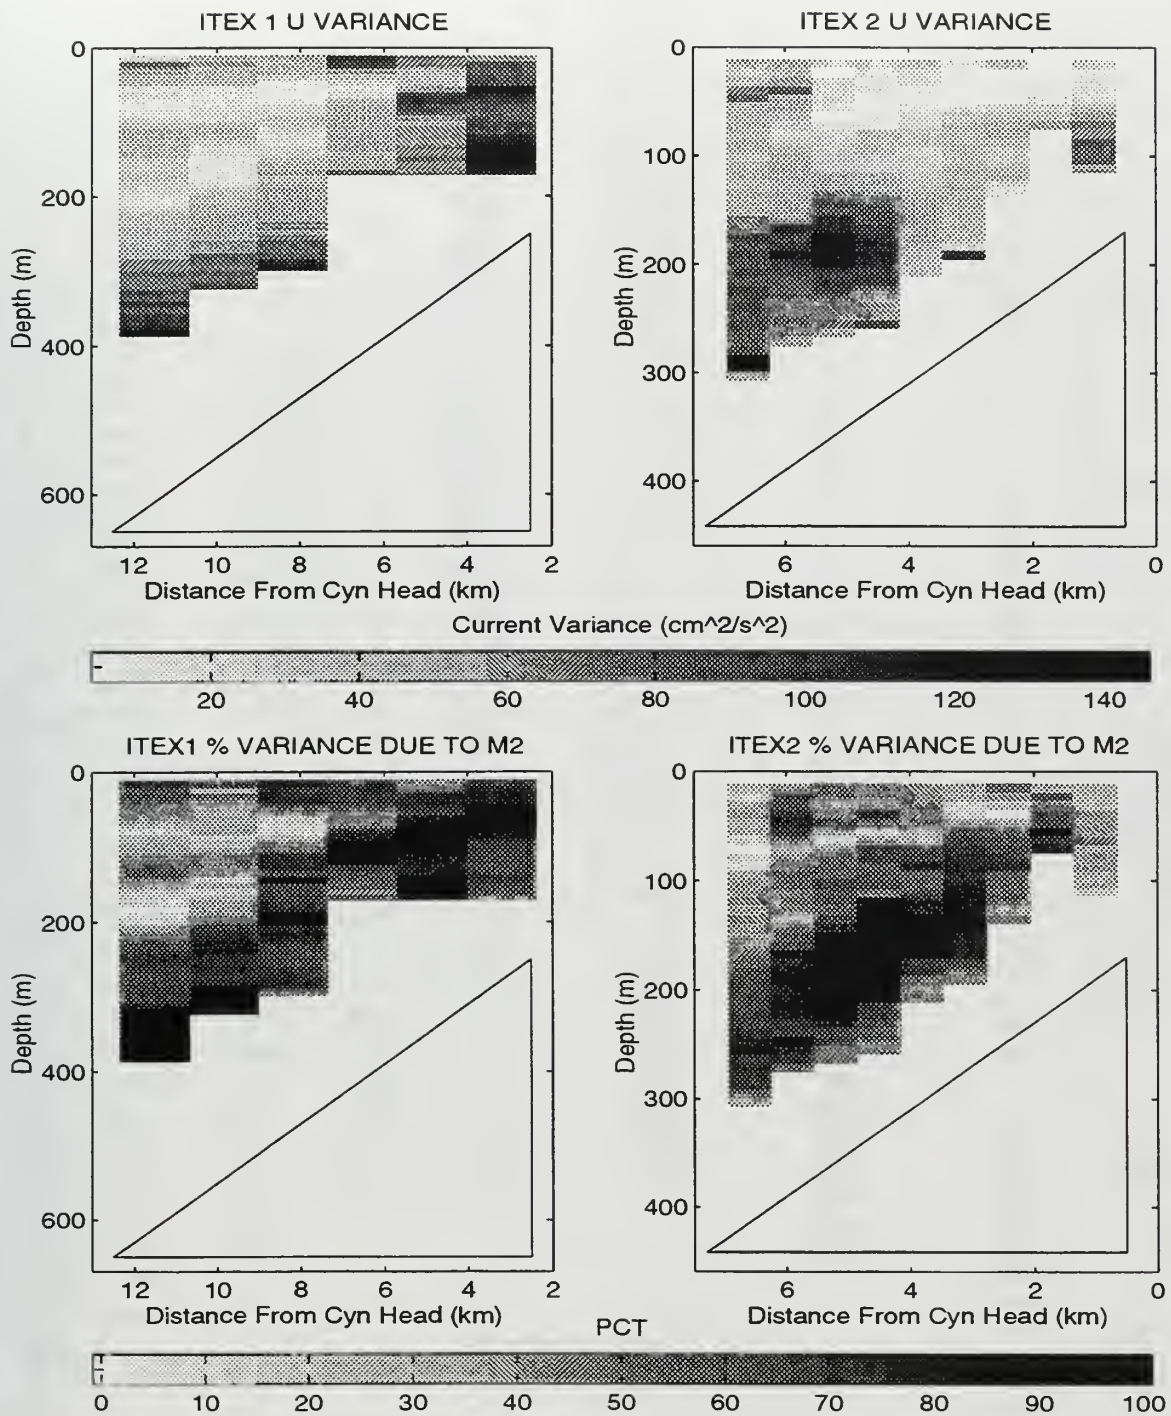 ITEX 1 U VARIANCE
0
200
400
600
Depth (m)
12 10 8 6 4 2
Distance From Cyn Head (km)
ITEX 2 U VARIANCE
0
100
200
300
400
Depth (m)
6 4 2 0
Distance From Cyn Head (km)
Current Variance (cm^2/s^2)
20 40 60 80 100 120 140
ITEX1 % VARIANCE DUE TO M2
0
200
400
600
Depth (m)
12 10 8 6 4 2
Distance From Cyn Head (km)
ITEX2 % VARIANCE DUE TO M2
0
100
200
300
400
Depth (m)
6 4 2 0
Distance From Cyn Head (km)
PCT
0 10 20 30 40 50 60 70 80 90 100